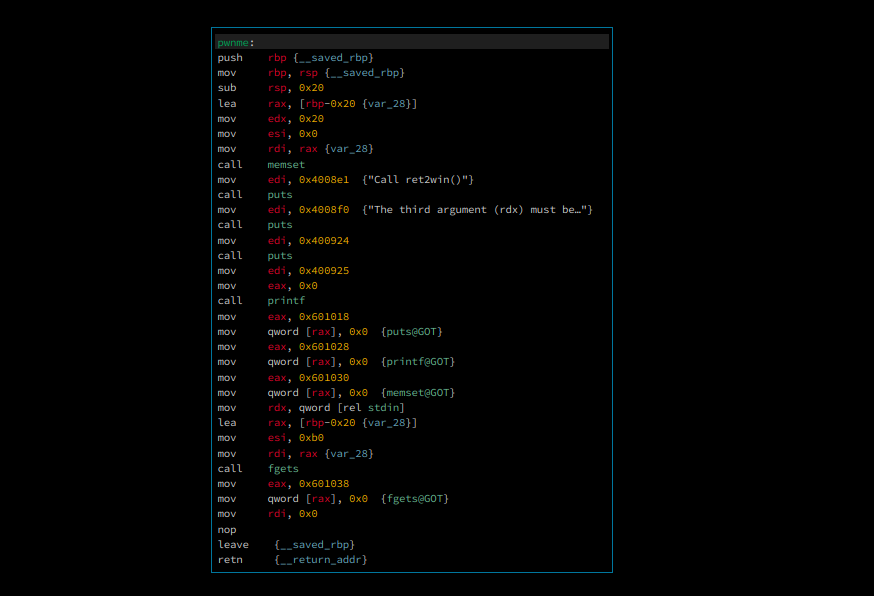 pwnme:
push rbp {__saved_rbp}
mov rbp, rsp {__saved_rbp}
sub rsp, 0x20
lea rax, [rbp-0x20 {var_28}]
mov edx, 0x20
mov esi, 0x0
mov rdi, rax {var_28}
call memset
mov edi, 0x4008e1 {"Call ret2win()"}
call puts
mov edi, 0x4008f0 {"The third argument (rdx) must be…"}
call puts
mov edi, 0x400924
call puts
mov edi, 0x400925
mov eax, 0x0
call printf
mov eax, 0x601018
mov qword [rax], 0x0 {puts@GOT}
mov eax, 0x601028
mov qword [rax], 0x0 {printf@GOT}
mov eax, 0x601030
mov qword [rax], 0x0 {memset@GOT}
mov rdx, qword [rel stdin]
lea rax, [rbp-0x20 {var_28}]
mov esi, 0xb0
mov rdi, rax {var_28}
call fgets
mov eax, 0x601038
mov qword [rax], 0x0 {fgets@GOT}
mov rdi, 0x0
nop
leave {__saved_rbp}
retn {__return_addr}